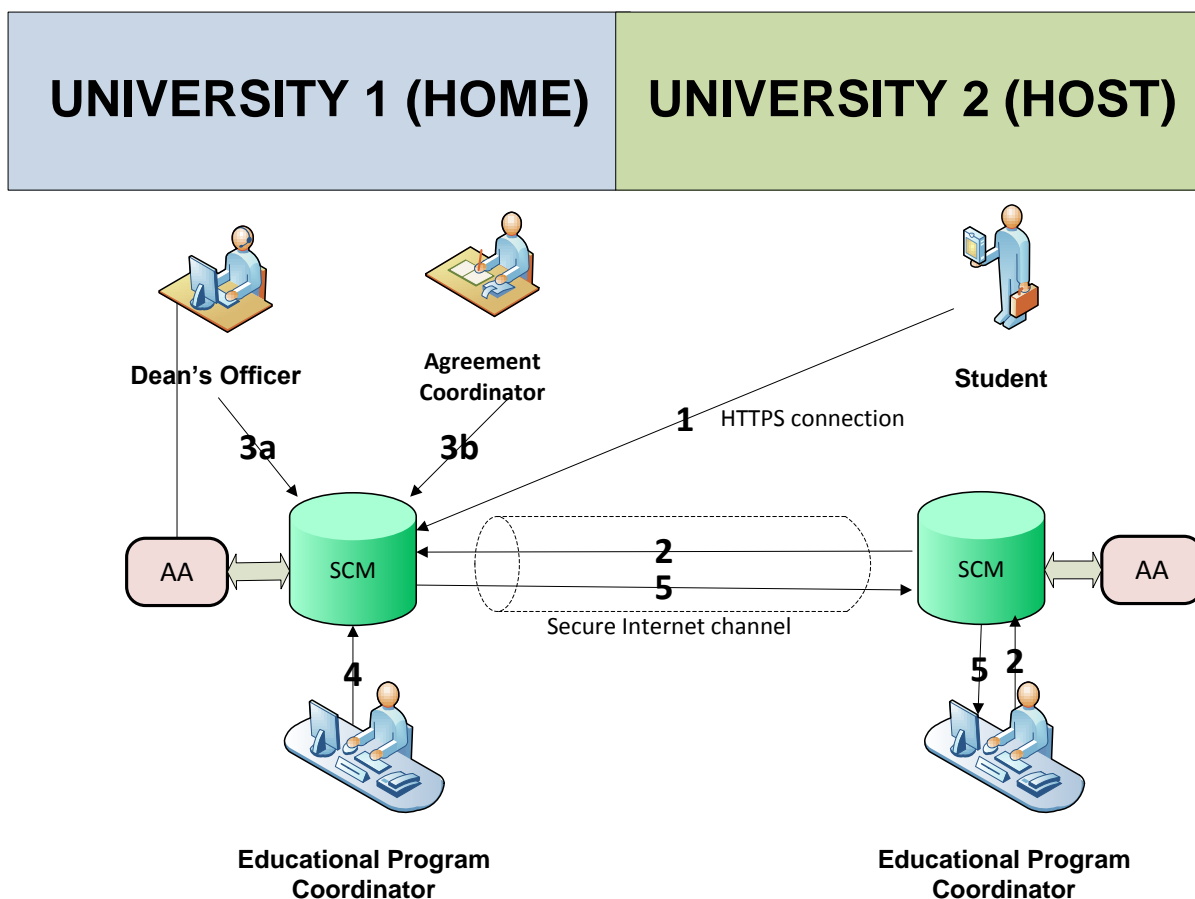 UNIVERSITY 1 (HOME)
UNIVERSITY 2 (HOST)
Dean's Officer
Agreement
Coordinator
Student
3a
3b
1
HTTPS connection
AA
SCM
2
5
Secure Internet channel
SCM
AA
4
5
2
Educational Program
Coordinator
Educational Program
Coordinator